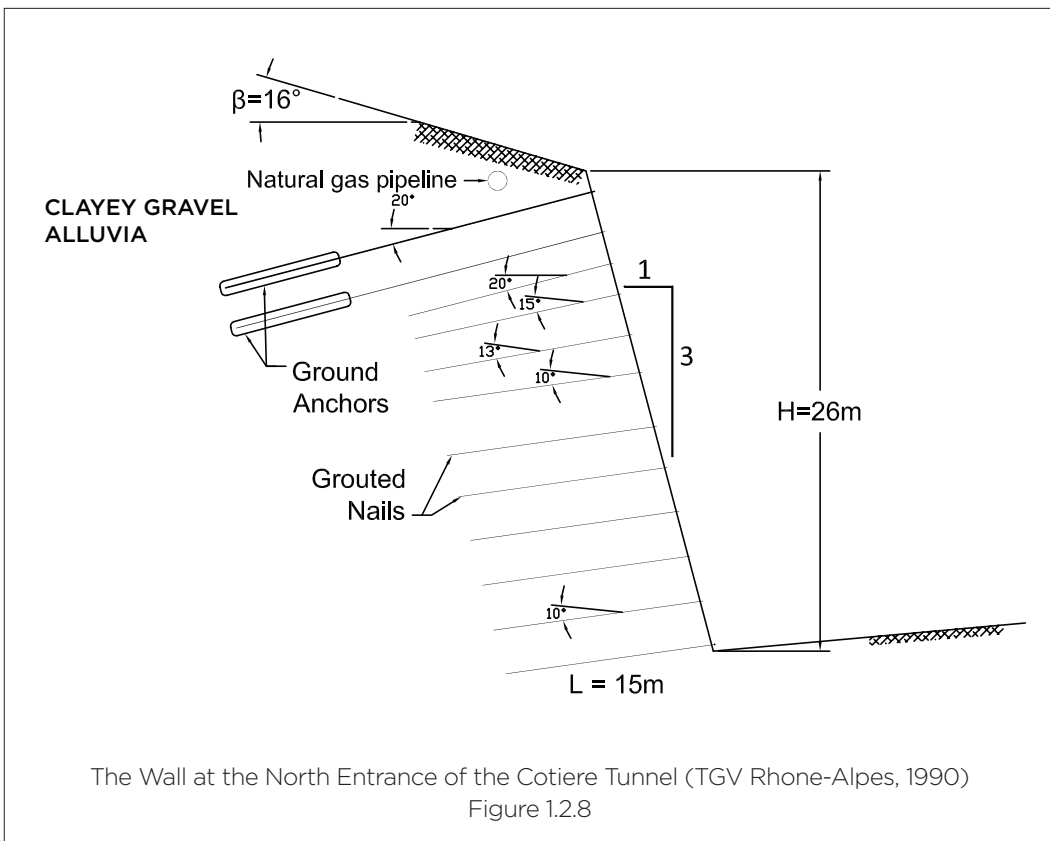 β=16°
Natural gas pipeline
20°
CLAYEY GRAVEL
ALLUVIA
1
20°
15°
3
13°
10°
Ground
Anchors
H=26m
Grouted
Nails
10°
L = 15m
The Wall at the North Entrance of the Cotiere Tunnel (TGV Rhone-Alpes, 1990)
Figure 1.2.8